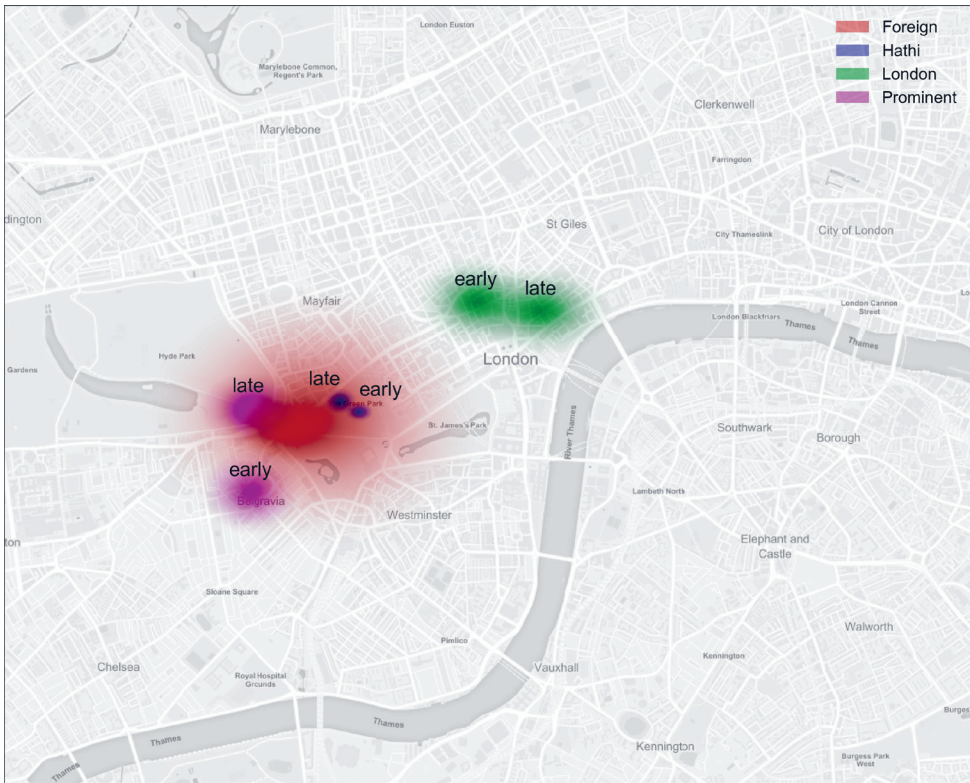 London Euston
Foreign
Hathi
London
Prominent
Marylebone Common,
Regent's Park
Clerkenwell
Marylebone
Farringdon
dington
St Giles
City Thameslink
City of London
early
late
Mayfair
London Cannon
Street
Lo
London Blackfriars
Thames
Thames
Hyde Park
London
Gardens
late
late
early
Green Park
St. James's Park
River Thames
Southwark
Borough
early
Belgravia
Lambeth North
Westminster
ton
Elephant and
Castle
Sloane Square
Walworth
Pimlico
Kennington
Chelsea
Vauxhall
Royal Hospital
Grounds
Burges
Thames
Thames
Kennington
Burgess Park
West
Thames